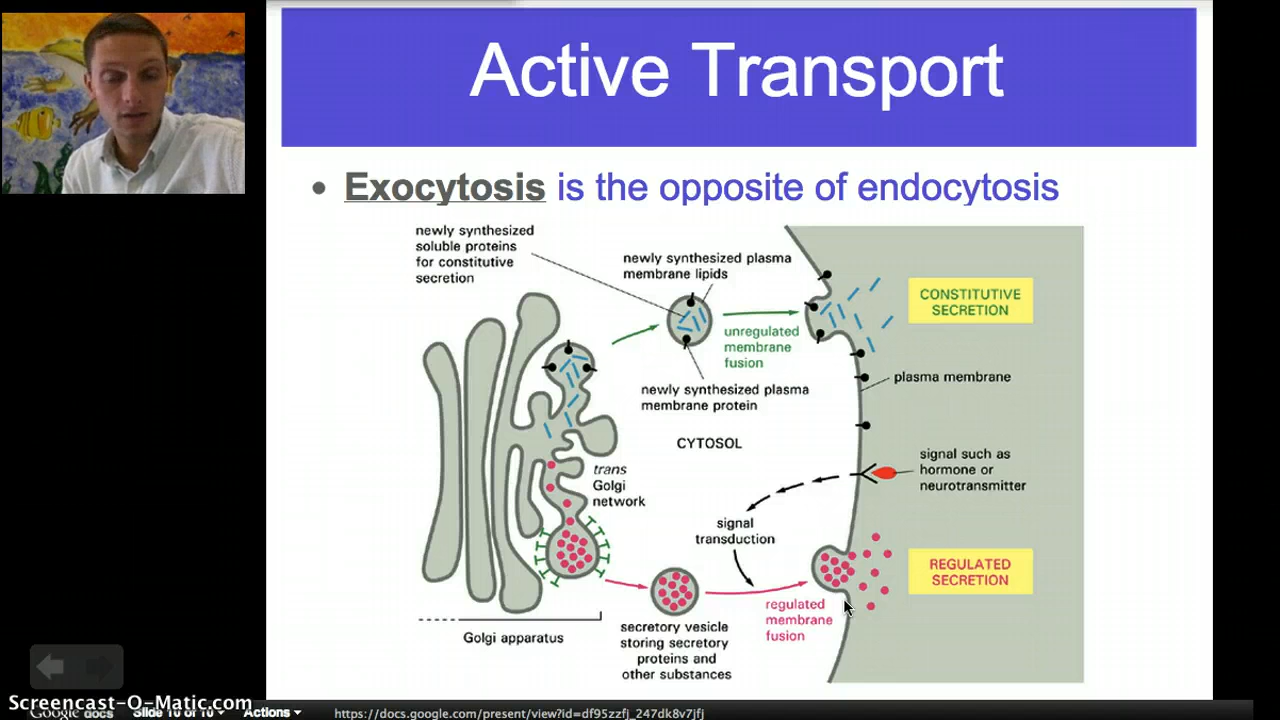 Active Transport
• Exocytosis is the opposite of endocytosis
newly synthesized
soluble proteins
for constitutive
secretion
newly synthesized plasma
membrane lipids
CONSTITUTIVE
SECRETION
unregulated
membrane
fusion
plasma membrane
newly synthesized plasma
membrane protein
CYTOSOL
signal such as
hormone or
neurotransmitter
trans
Golgi
network
signal
transduction
REGULATED
SECRETION
regulated
membrane
fusion
Golgi apparatus
secretory vesicle
storing secretory
proteins and
other substances
Screencast-O-Matic.com
Google docs
Slide 10 of 10
Actions
https://docs.google.com/present/view?id=df95zzfj_247dk8v7jfj